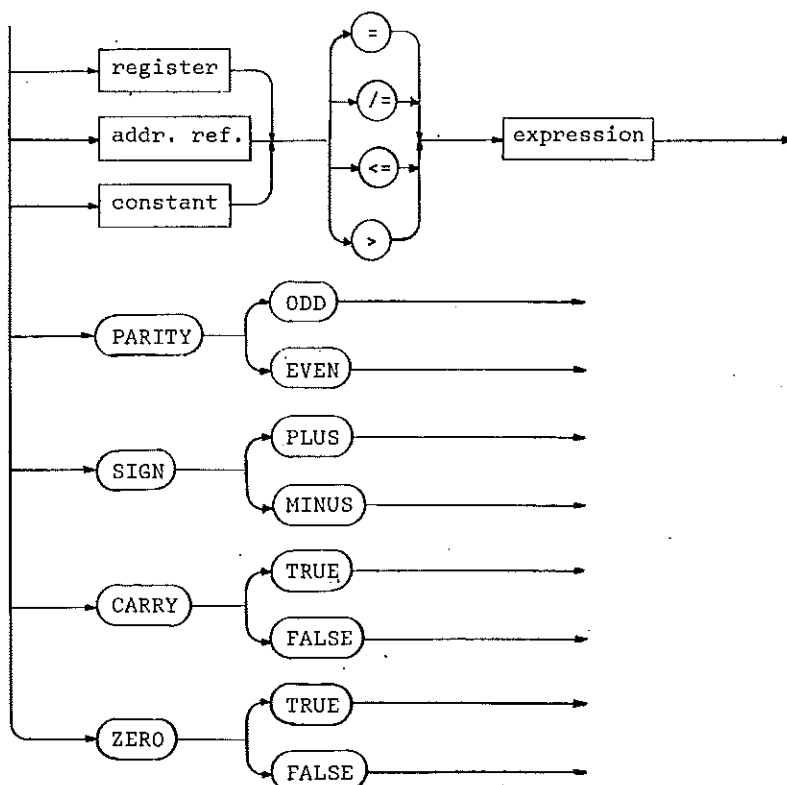 =
register
/=
addr. ref.
expression
<=
constant
>
ODD
PARITY
EVEN
PLUS
SIGN
MINUS
TRUE
CARRY
FALSE
TRUE
ZERO
FALSE